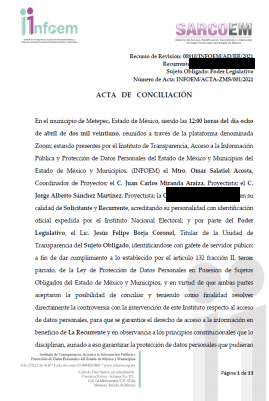 infoem
SARCOEM
Recurso de Revisión: 00010/INFOEM/AD/RR/2021
Recurrente
Sujeto Obligado: Poder Legislativo
Número de Acta: INFOEM/ACTA-ZMS/001/2021
ACTA DE CONCILIACIÓN
En el municipio de Metepec, Estado de México, siendo las 12:00 horas del día ocho
de abril de dos mil veintiuno, reunidos a través de la plataforma denominada
Zoom; estando presentes por el Instituto de Transparencia, Acceso a la Información
Pública y Protección de Datos Personales del Estado de México y Municipios del
Estado de México y Municipios, (INFOEM) el Mtro. Omar Salatiel Acosta,
Coordinador de Proyectos; el C. Juan Carlos Miranda Araiza, Proyectista; el C.
Jorge Alberto Sánchez Martínez, Proyectista; la C. en su
calidad de Solicitante y Recurrente, acreditando su personalidad con identificación
oficial expedida por el Instituto Nacional Electoral; y por parte del Poder
Legislativo, el Lic. Jesús Felipe Borja Coronel, Titular de la Unidad de
Transparencia del Sujeto Obligado, identificándose con gafete de servidor público;
a fin de dar cumplimiento a lo establecido por el artículo 132 fracción II, tercer
párrafo, de la Ley de Protección de Datos Personales en Posesión de Sujetos
Obligados del Estado de México y Municipios, y en virtud de que ambas partes
aceptaron la posibilidad de conciliar y teniendo como finalidad resolver
directamente la controversia con la intervención de este Instituto respecto al acceso
de datos personales, para que se garantice el derecho de acceso a la información en
beneficio de La Recurrente y en observancia a los principios constitucionales que lo
disciplinan, aunado a eso garantizar la protección de datos personales que pudieran
Instituto de Transparencia, Acceso a la Información Pública y
Protección de Datos Personales del Estado de México y Municipios
Página 1 de 13